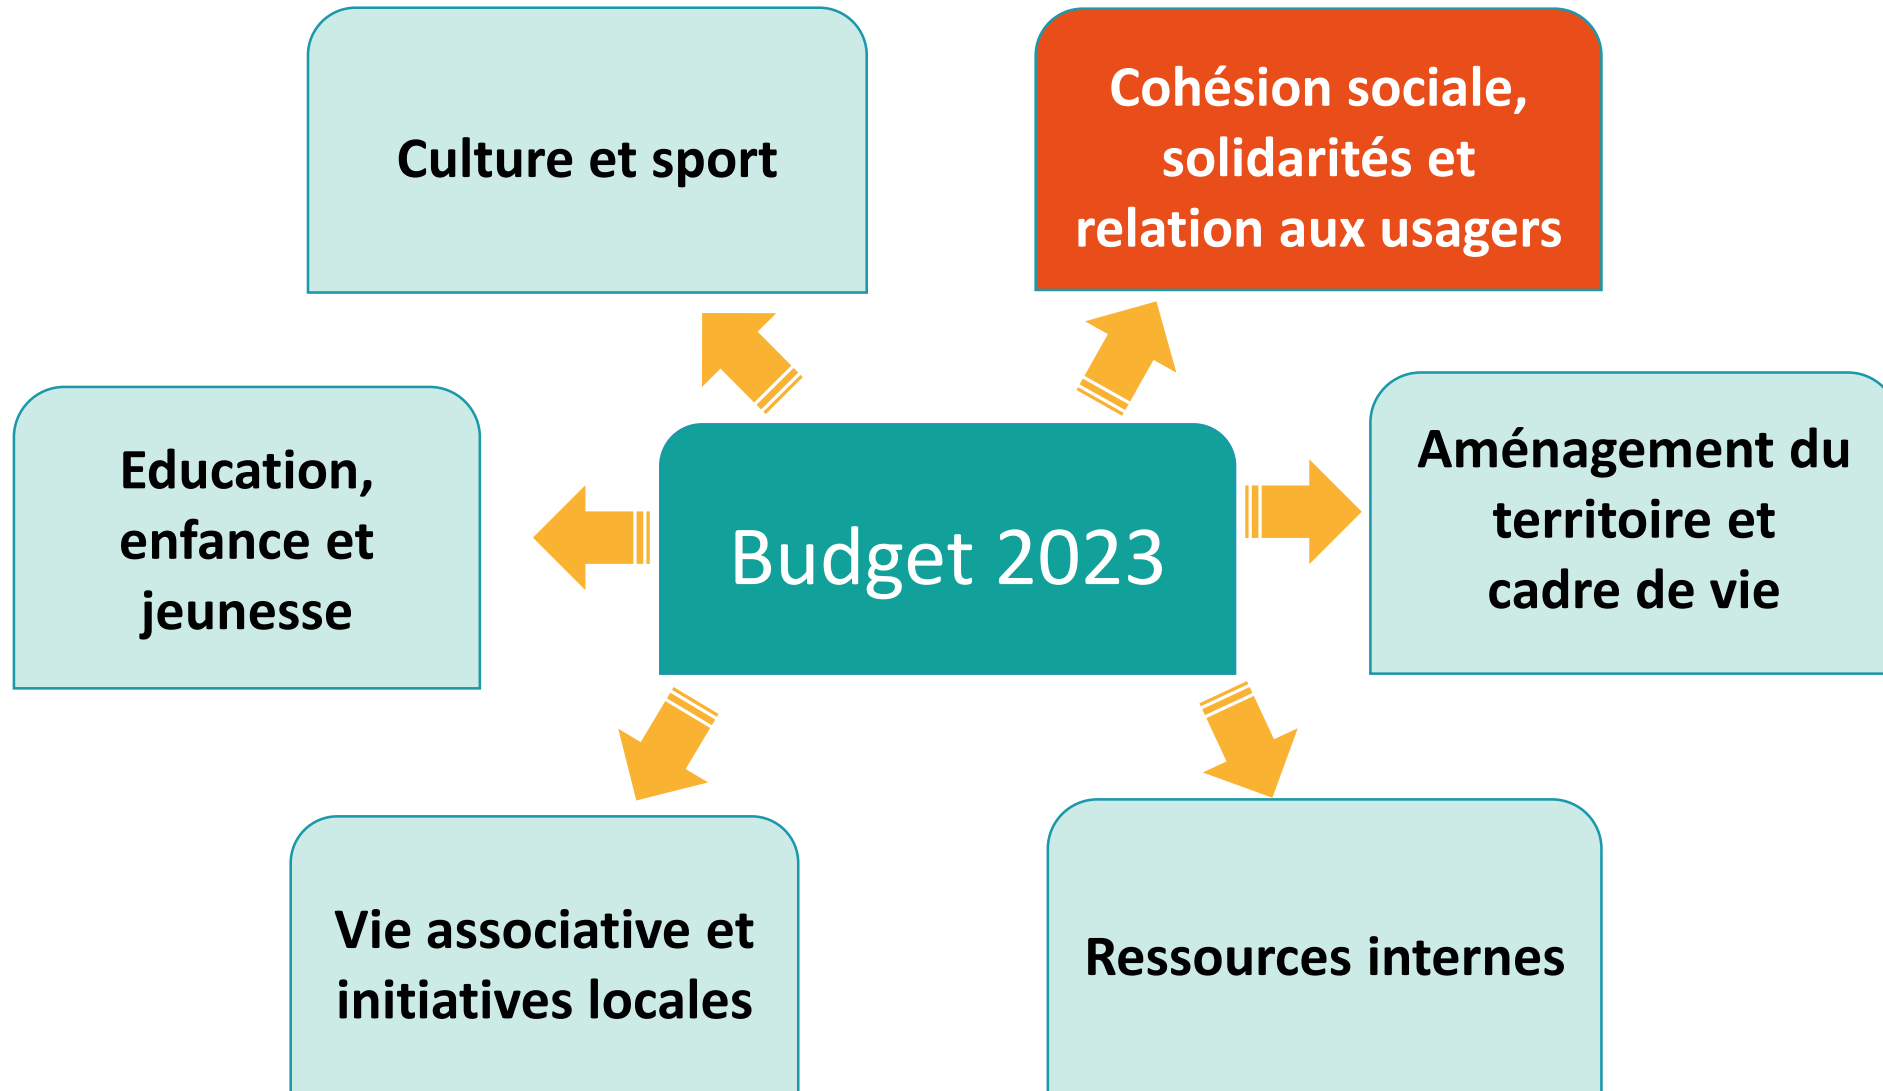 Culture et sport
Cohésion sociale,
solidarités et
relation aux usagers
Education,
enfance et
jeunesse
Budget 2023
Aménagement du
territoire et
cadre de vie
Vie associative et
initiatives locales
Ressources internes